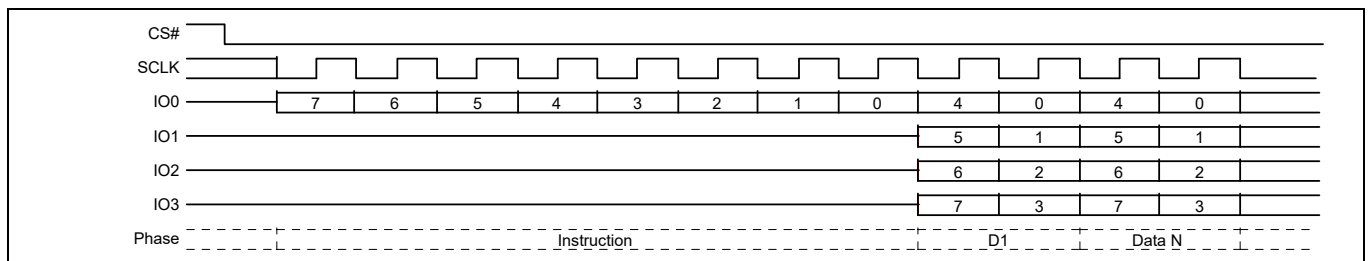 CS#
SCLK
IO0 7 6 5 4 3 2 1 0 4 0 4 0
IO1 5 1 5 1
IO2 6 2 6 2
IO3 7 3 7 3
Phase Instruction D1 Data N